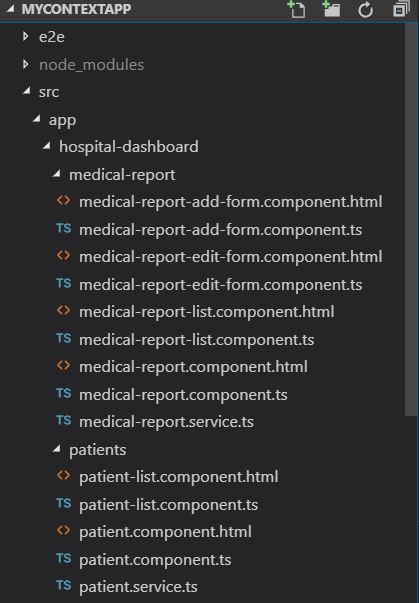 MYCONTEXTAPP
e2e
node_modules
src
app
hospital-dashboard
medical-report
<> medical-report-add-form.component.html
TS medical-report-add-form.component.ts
<> medical-report-edit-form.component.html
TS medical-report-edit-form.component.ts
<> medical-report-list.component.html
TS medical-report-list.component.ts
<> medical-report.component.html
TS medical-report.component.ts
TS medical-report.service.ts
patients
<> patient-list.component.html
TS patient-list.component.ts
<> patient.component.html
TS patient.component.ts
TS patient.service.ts